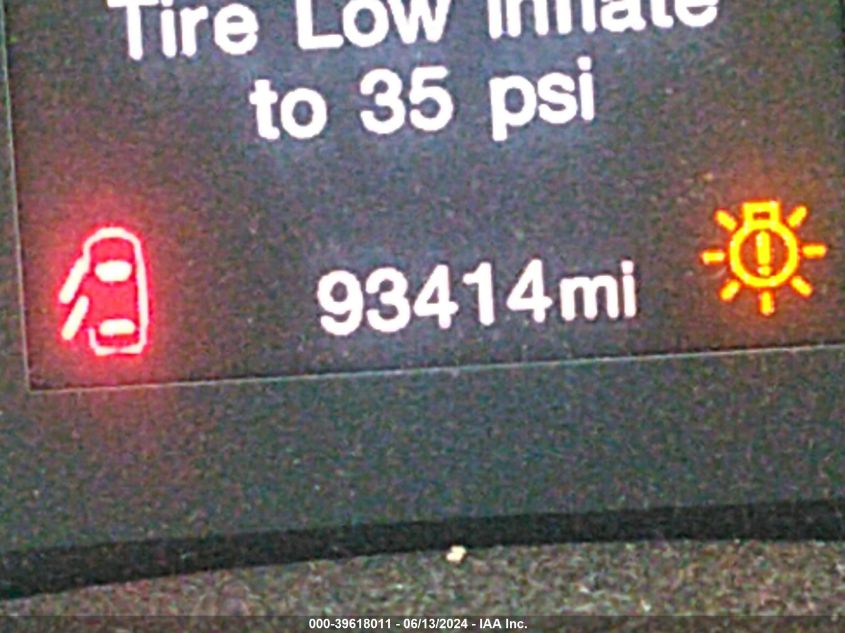 Tire Low Inflate
to 35 psi
93414mi
000-39618011 - 06/13/2024 - IAA Inc.